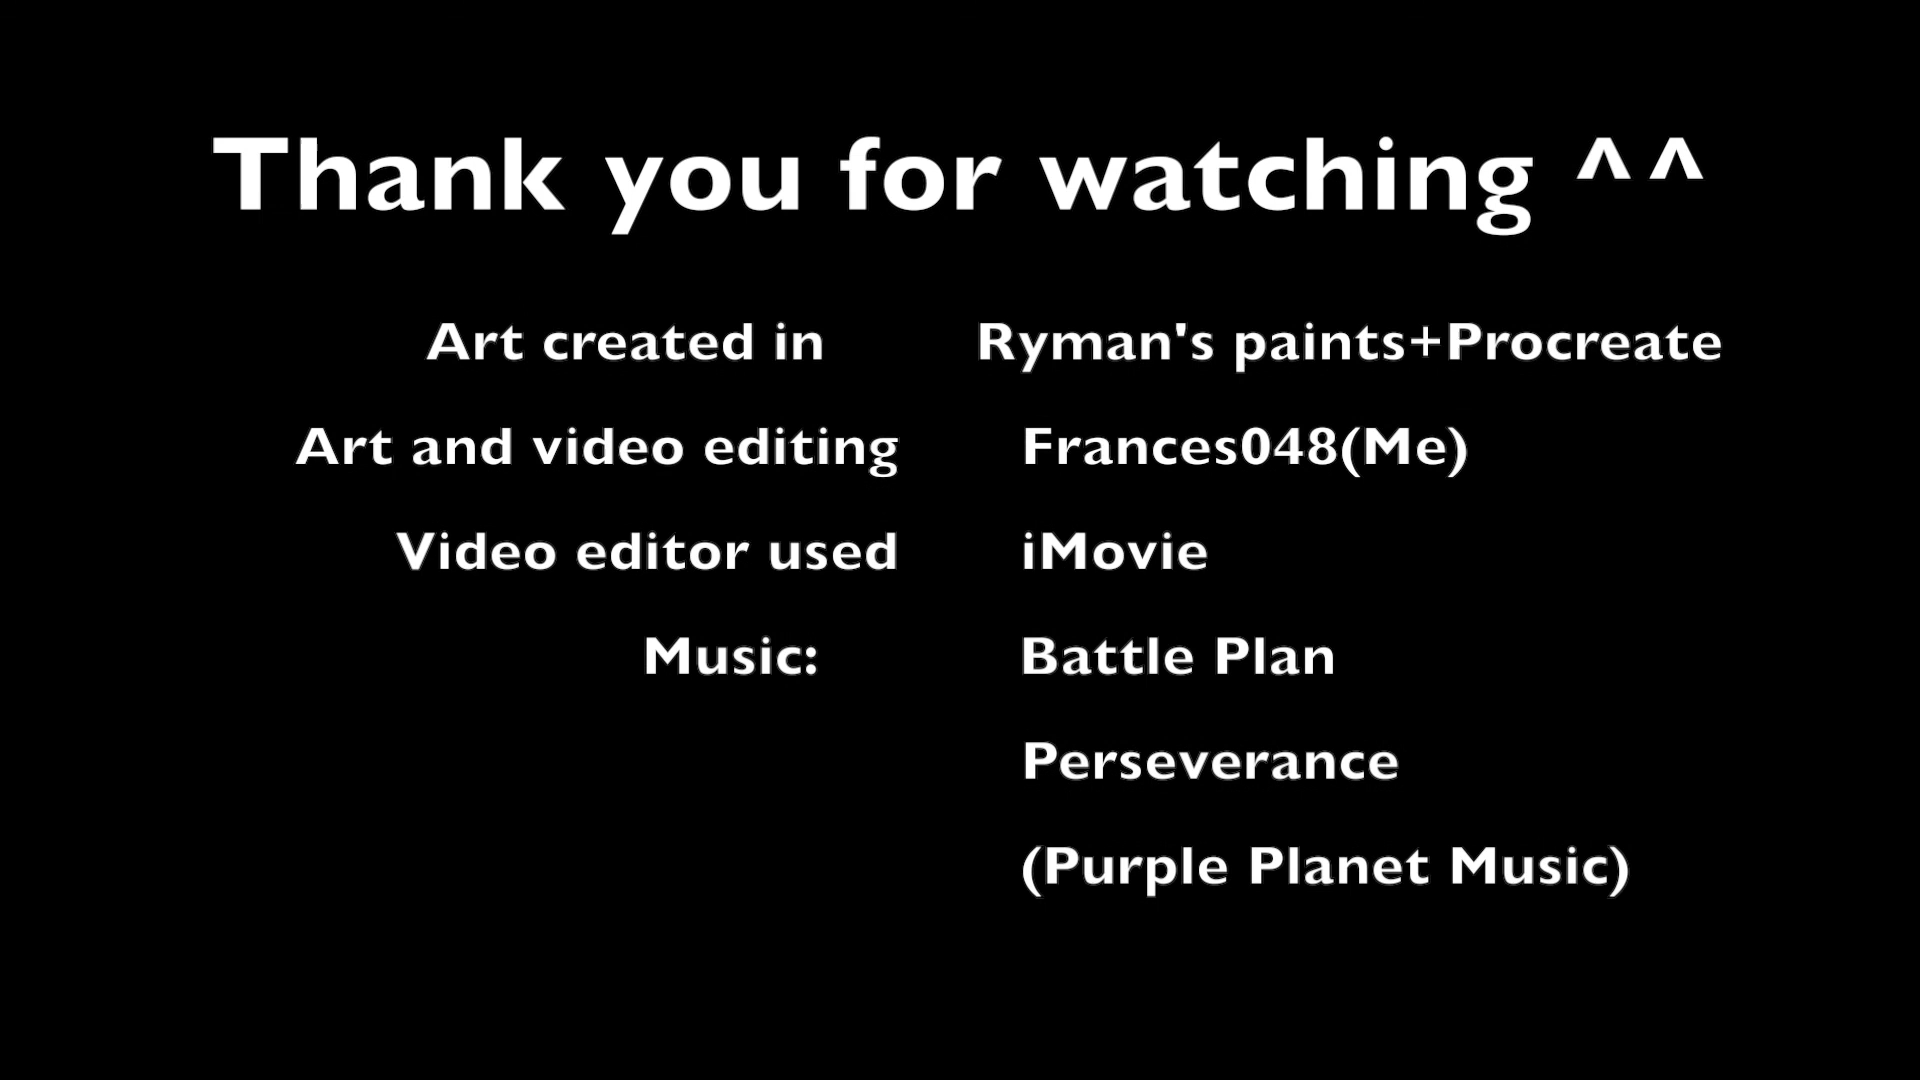 Thank you for watching ^^
Art created in Ryman's paints+Procreate
Art and video editing Frances048(Me)
Video editor used iMovie
Music: Battle Plan
Perseverance
(Purple Planet Music)